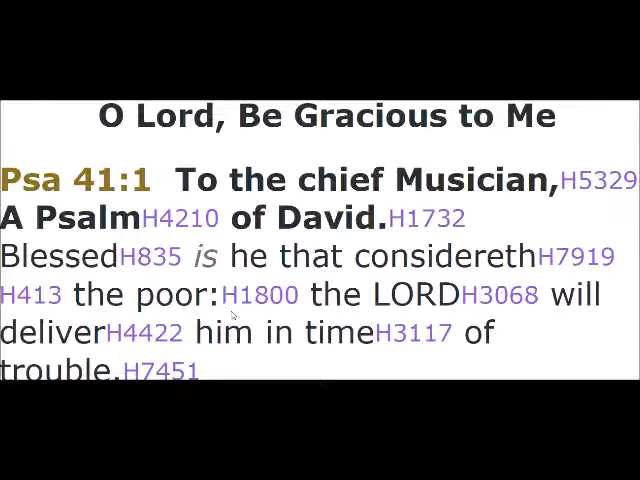 O Lord, Be Gracious to Me
Psa 41:1 To the chief Musician,H5329
A PsalmH4210 of David.H1732
BlessedH835 is he that considerethH7919
H413 the poor:H1800 the LORDH3068 will
deliverH4422 him in timeH3117 of
trouble.H7451